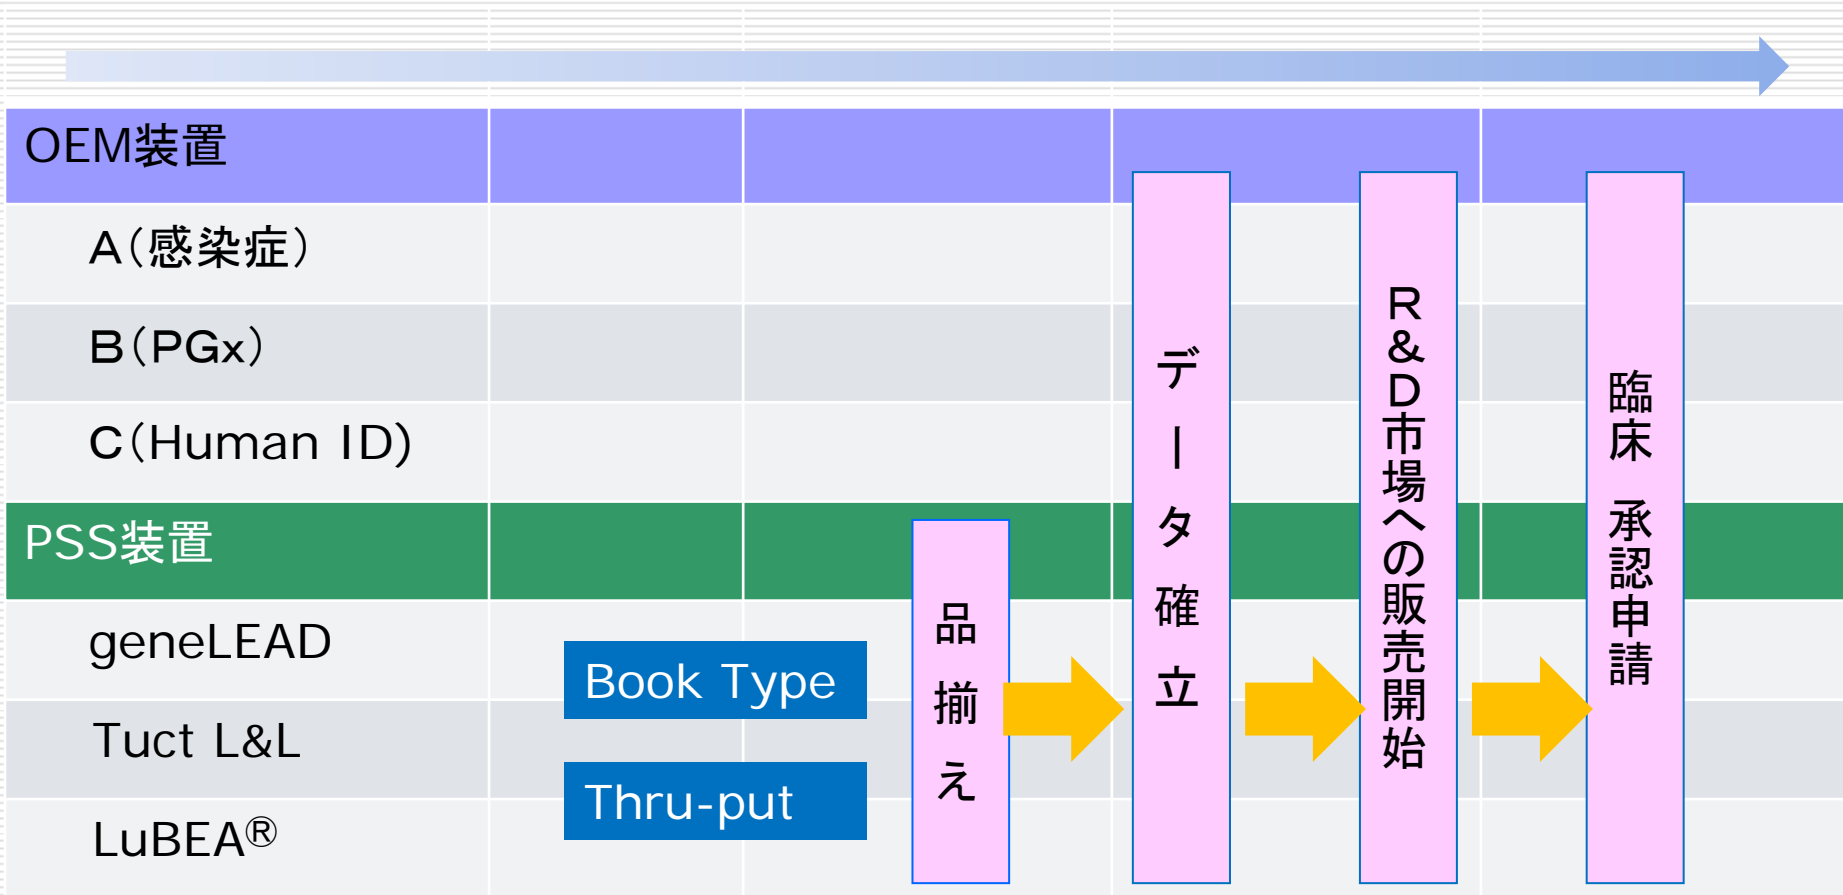 OEM装置
A(感染症)
B(PGx)
C(Human ID)
PSS装置
geneLEAD
Tuct L&L
LuBEA®
Book Type
Thru-put
品揃え
データ確立
R&D市場への販売開始
臨床 承認申請